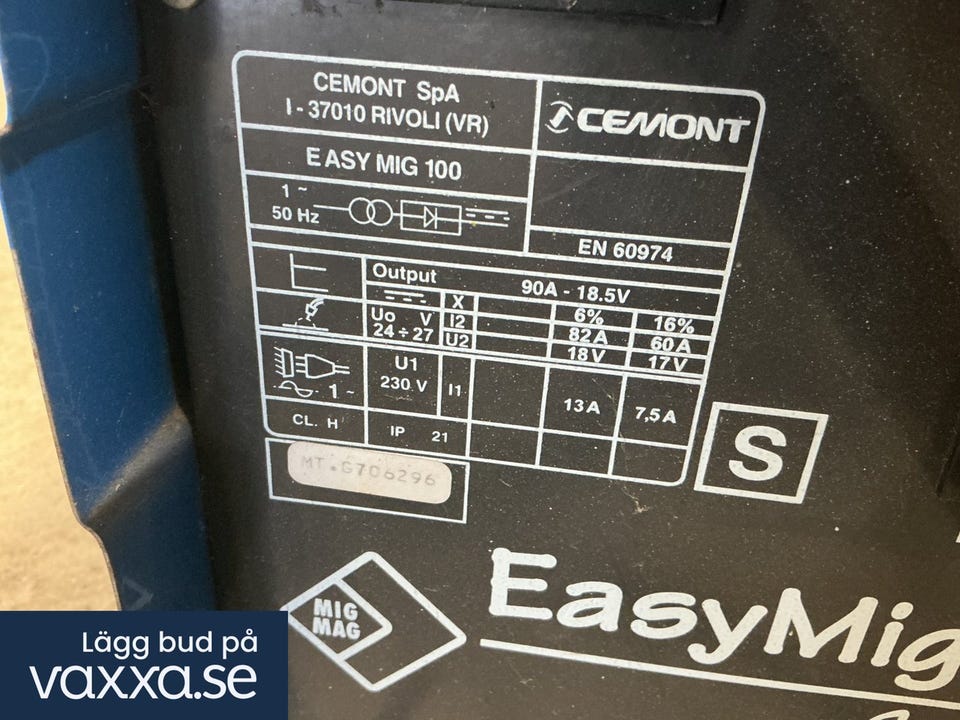 CEMONT SpA
I - 37010 RIVOLI (VR)
CEMONT
EASY MIG 100
1 ~
50 Hz
EN 60974
Output
90A - 18.5V
X 6% 16%
Uo V
24 ÷ 27
I2 82 A 60 A
U2 18 V 17 V
1 ~
U1
230 V
I1 13 A 7,5 A
CL. H
IP 21
S
MT.G706296
MIG
MAG
EasyMig
Lägg bud på
vaxxa.se